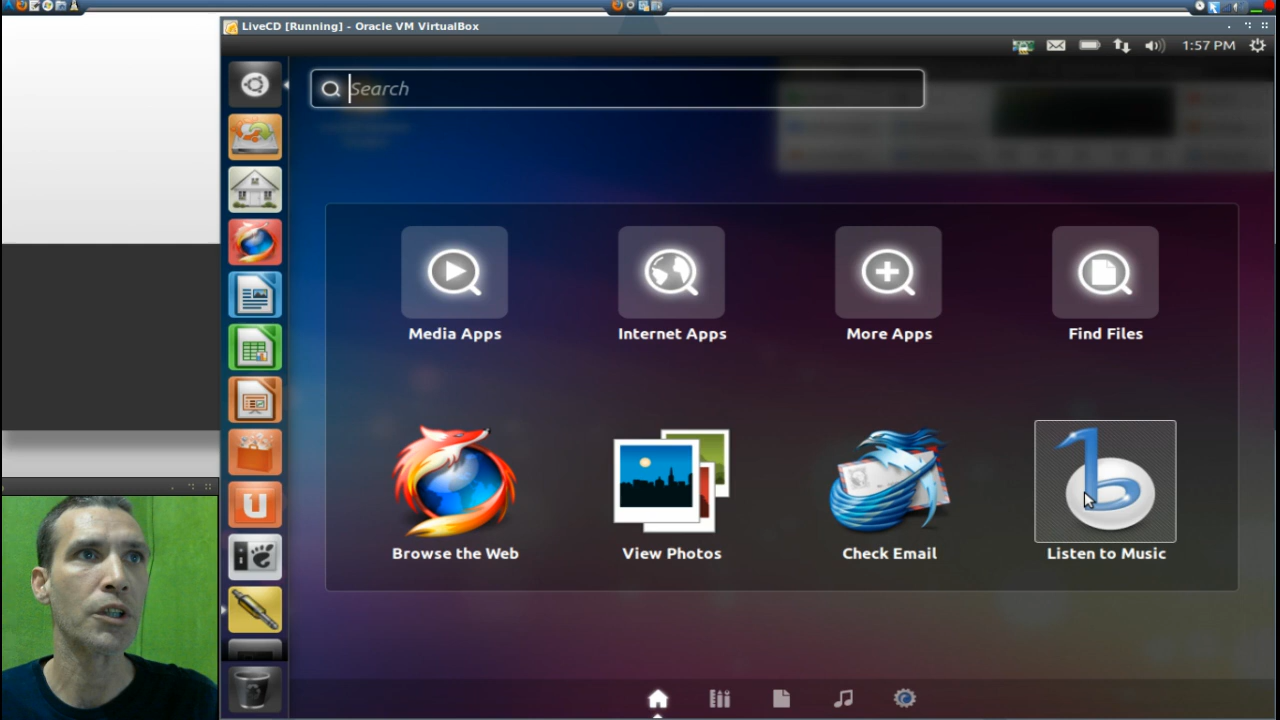 LiveCD [Running] - Oracle VM VirtualBox
1:57 PM
Search
Media Apps
Internet Apps
More Apps
Find Files
Browse the Web
View Photos
Check Email
Listen to Music